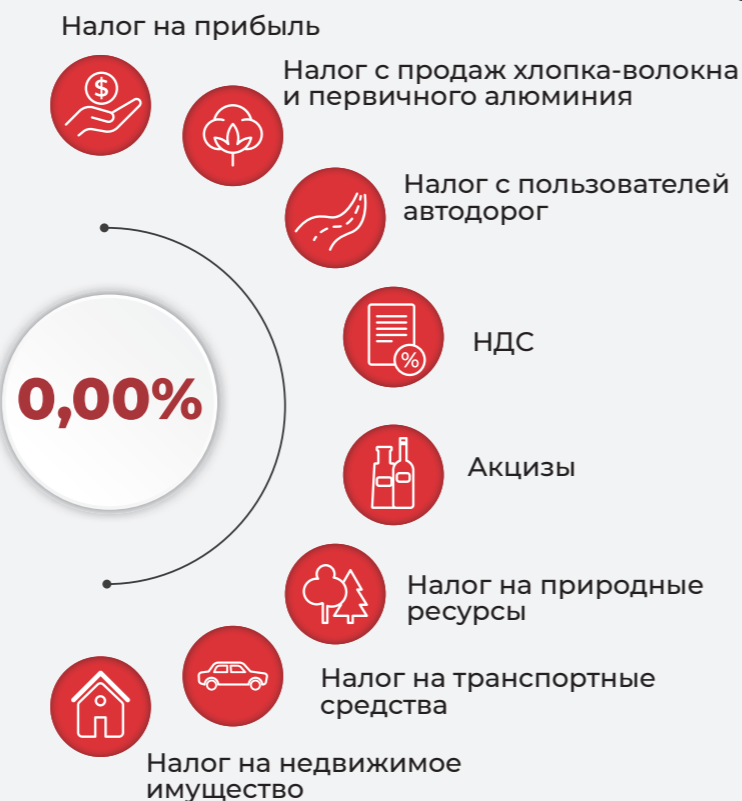 Налог на прибыль
$
Налог с продаж хлопка-волокна
и первичного алюминия
Налог с пользователей
автодорог
НДС
%
0,00%
Акцизы
Налог на природные
ресурсы
Налог на транспортные
средства
Налог на недвижимое
имущество